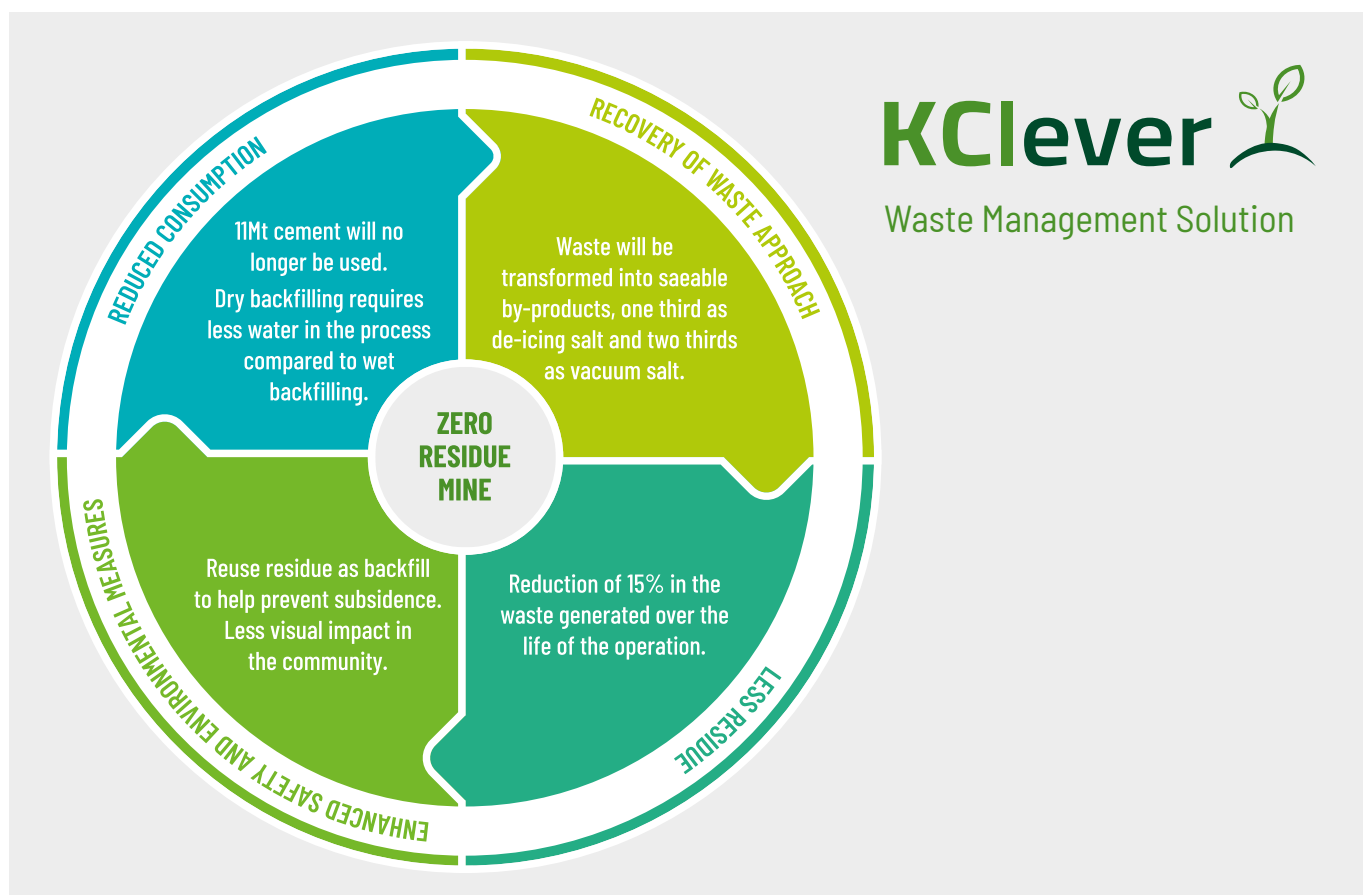 KClever
Waste Management Solution
REDUCED CONSUMPTION
11Mt cement will no
longer be used.
Dry backfilling requires
less water in the process
compared to wet
backfilling.
RECOVERY OF WASTE APPROACH
Waste will be
transformed into saeable
by-products, one third as
de-icing salt and two thirds
as vacuum salt.
ZERO
RESIDUE
MINE
ENHANCED SAFETY AND ENVIRONMENTAL MEASURES
Reuse residue as backfill
to help prevent subsidence.
Less visual impact in
the community.
LESS RESIDUE
Reduction of 15% in the
waste generated over the
life of the operation.